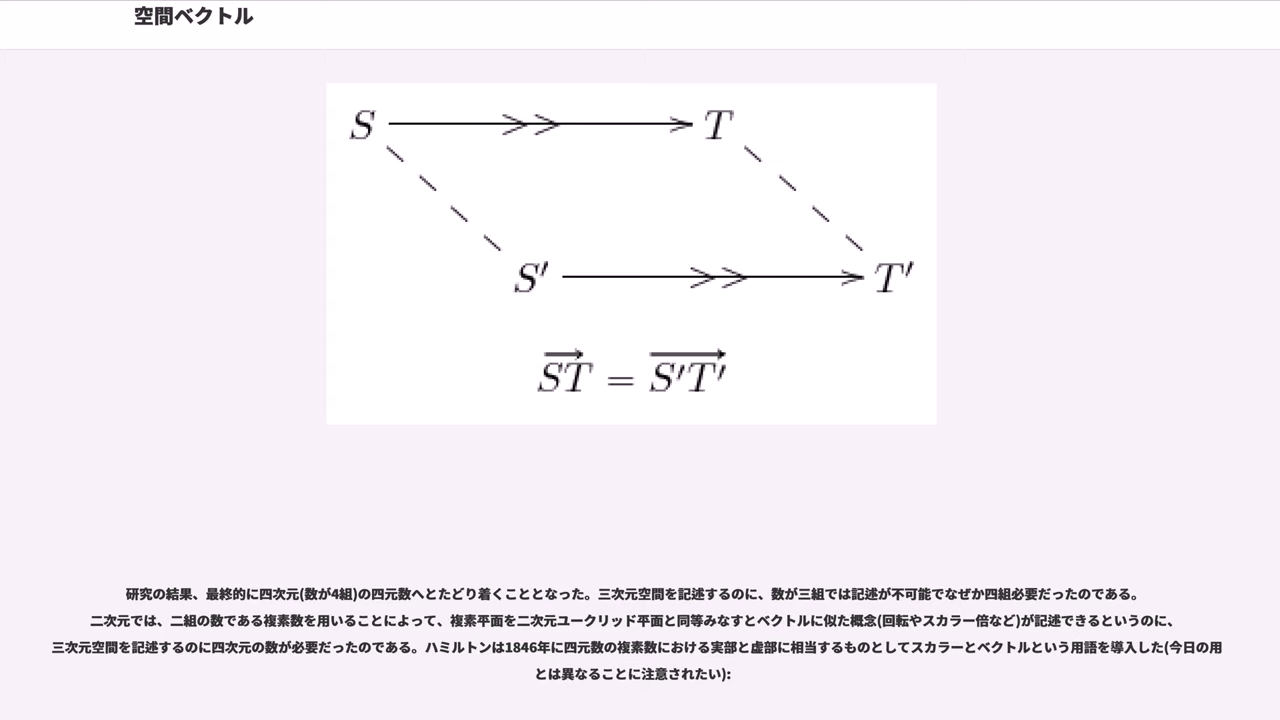 空間ベクトル
S T
S′ T′
ST = S′T′
研究の結果、最終的に四次元(数が4組)の四元数へとたどり着くこととなった。三次元空間を記述するのに、数が三組では記述が不可能でなぜか四組必要だったのである。
二次元では、二組の数である複素数を用いることによって、複素平面を二次元ユークリッド平面と同等みなすとベクトルに似た概念(回転やスカラー倍など)が記述できるというのに、
三次元空間を記述するのに四次元の数が必要だったのである。ハミルトンは1846年に四元数の複素数における実部と虚部に相当するものとしてスカラーとベクトルという用語を導入した(今日の用
とは異なることに注意されたい):